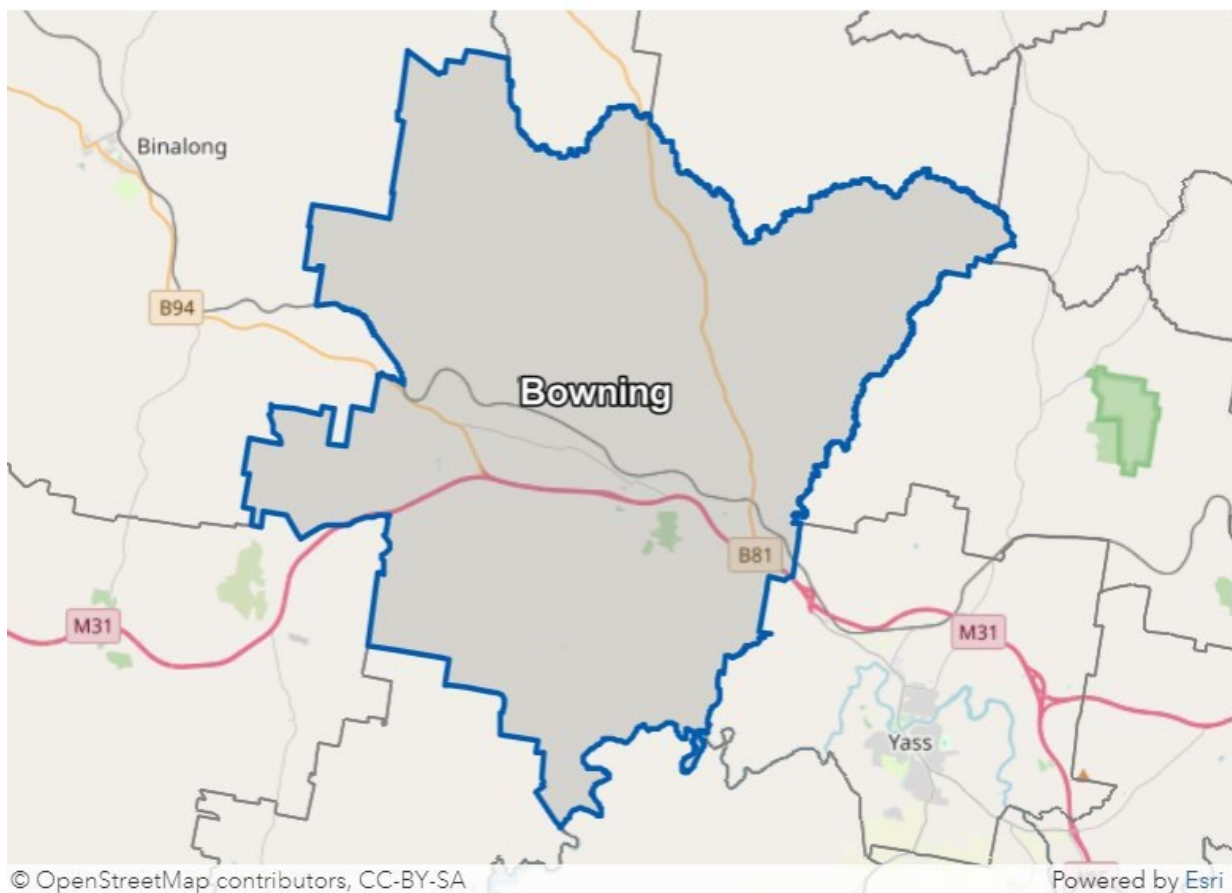 Binalong
B94
Bowning
B81
M31
M31
Yass
© OpenStreetMap contributors, CC-BY-SA
Powered by Esri